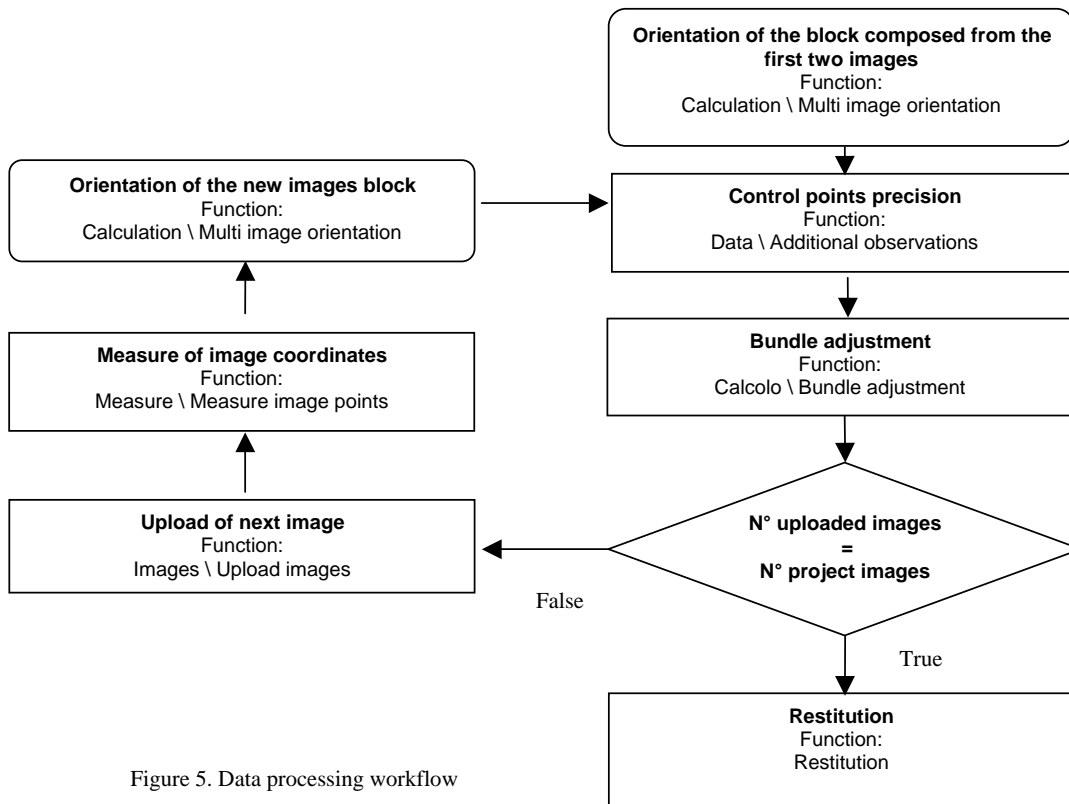 Orientation of the block composed from the
first two images
Function:
Calculation \ Multi image orientation
Orientation of the new images block
Function:
Calculation \ Multi image orientation
Control points precision
Function:
Data \ Additional observations
Measure of image coordinates
Function:
Measure \ Measure image points
Bundle adjustment
Function:
Calcolo \ Bundle adjustment
Upload of next image
Function:
Images \ Upload images
N° uploaded images
=
N° project images
False
True
Restitution
Function:
Restitution
Figure 5. Data processing workflow